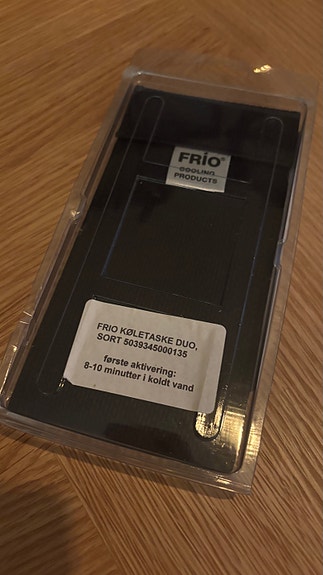 FRIO®
COOLING
PRODUCTS
FRIO KØLETASKE DUO,
SORT 5039345000135
første aktivering:
8-10 minutter i koldt vand